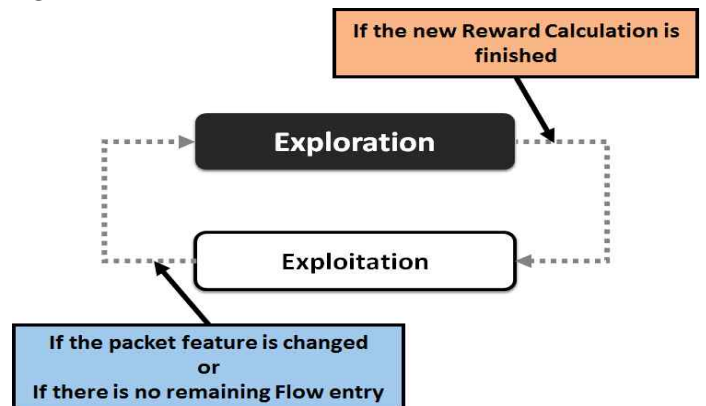 If the new Reward Calculation is
finished
Exploration
Exploitation
If the packet feature is changed
or
If there is no remaining Flow entry